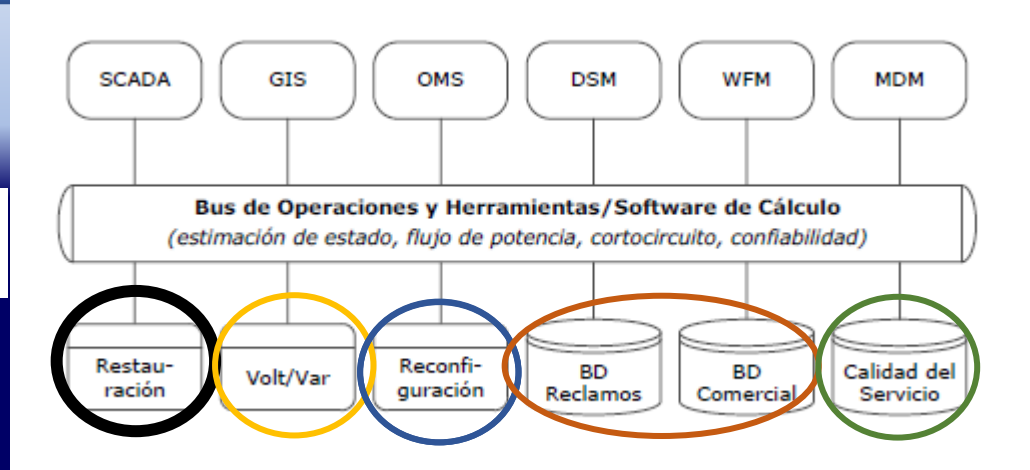 SCADA
GIS
OMS
DSM
WFM
MDM
Bus de Operaciones y Herramientas/Software de Cálculo
(estimación de estado, flujo de potencia, cortocircuito, confiabilidad)
Restau-
ración
Volt/Var
Reconfi-
guración
BD
Reclamos
BD
Comercial
Calidad del
Servicio